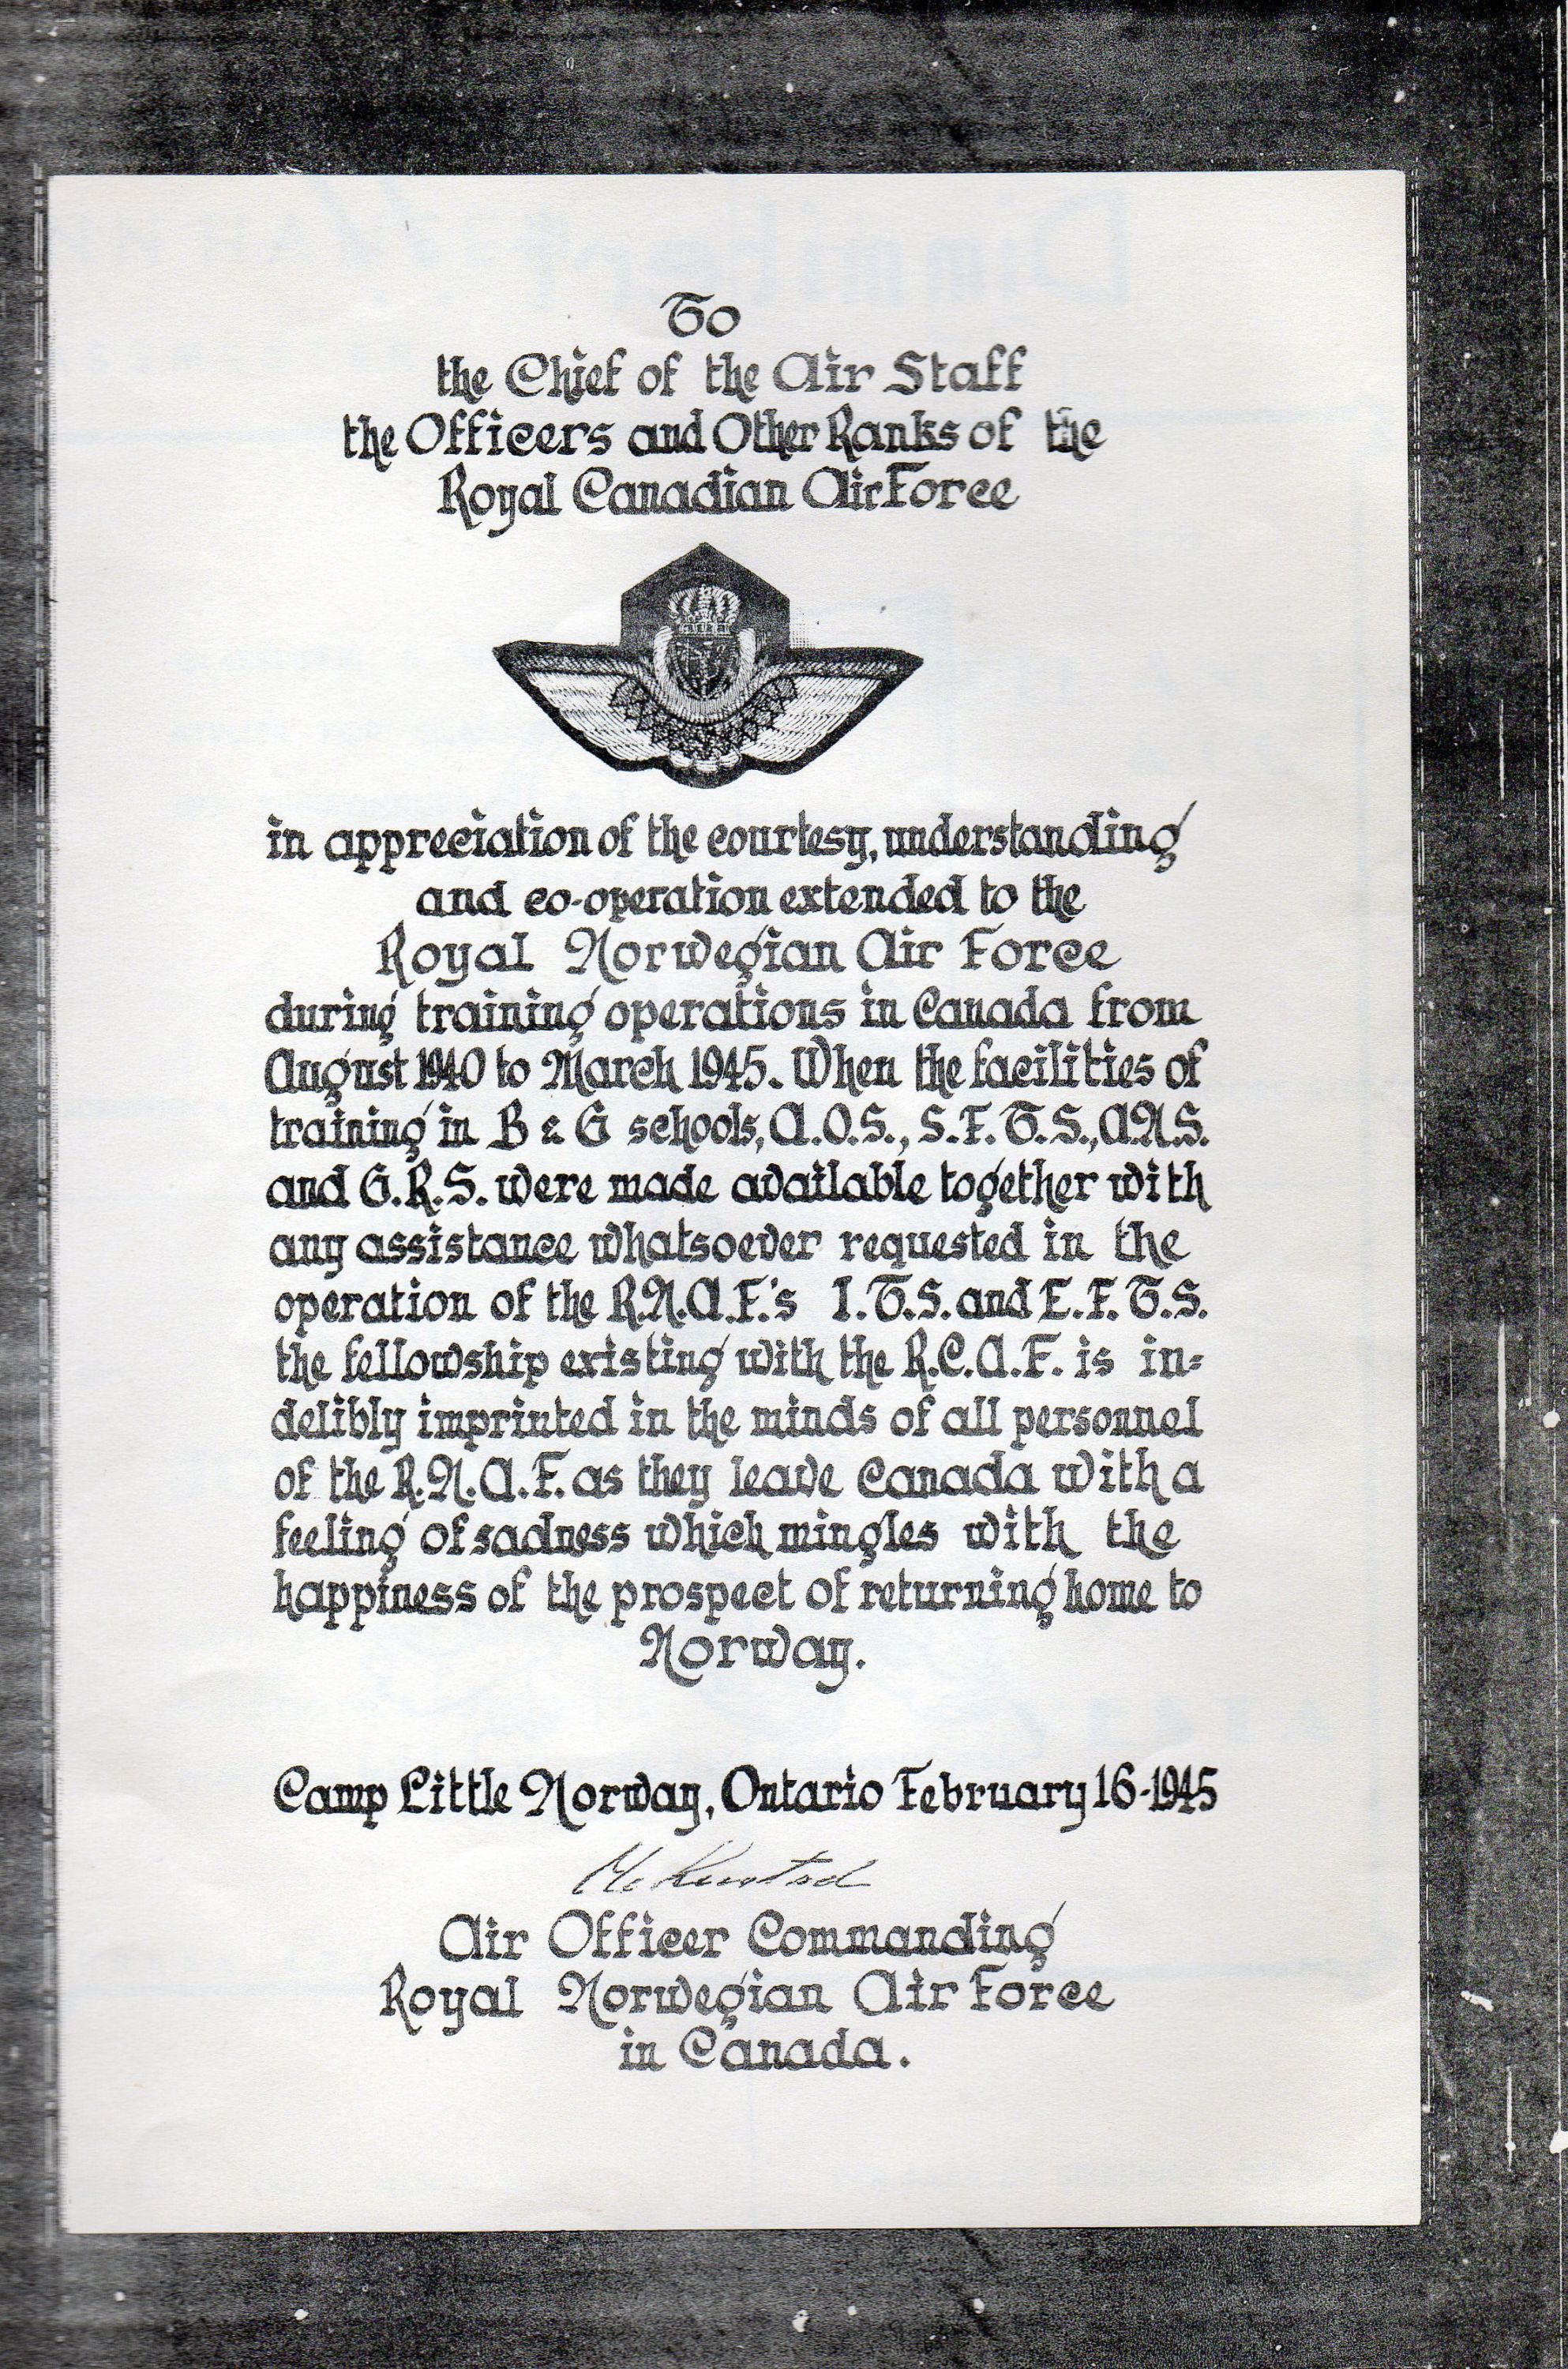 To
the Chief of the Air Staff
the Officers and Other Ranks of the
Royal Canadian Air Force
in appreciation of the courtesy, understanding
and co-operation extended to the
Royal Norwegian Air Force
during training operations in Canada from
August 1940 to March 1945. When the facilities of
training in B & G schools, A.O.S., S.F.T.S., A.N.S.
and G.R.S. were made available together with
any assistance whatsoever requested in the
operation of the R.N.A.F.'s I.T.S. and E.F.T.S.
the fellowship existing with the R.C.A.F. is in=
delibly imprinted in the minds of all personnel
of the R.N.A.F. as they leave Canada with a
feeling of sadness which mingles with the
happiness of the prospect of returning home to
Norway.
Camp Little Norway, Ontario February 16-1945
Air Officer Commanding
Royal Norwegian Air Force
in Canada.